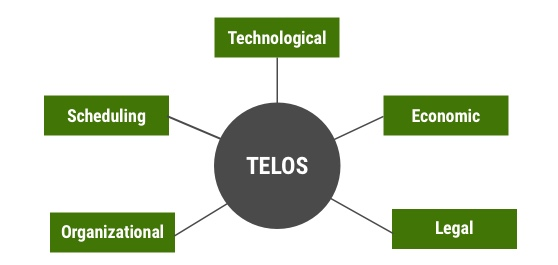 Technological
Scheduling
Economic
TELOS
Organizational
Legal